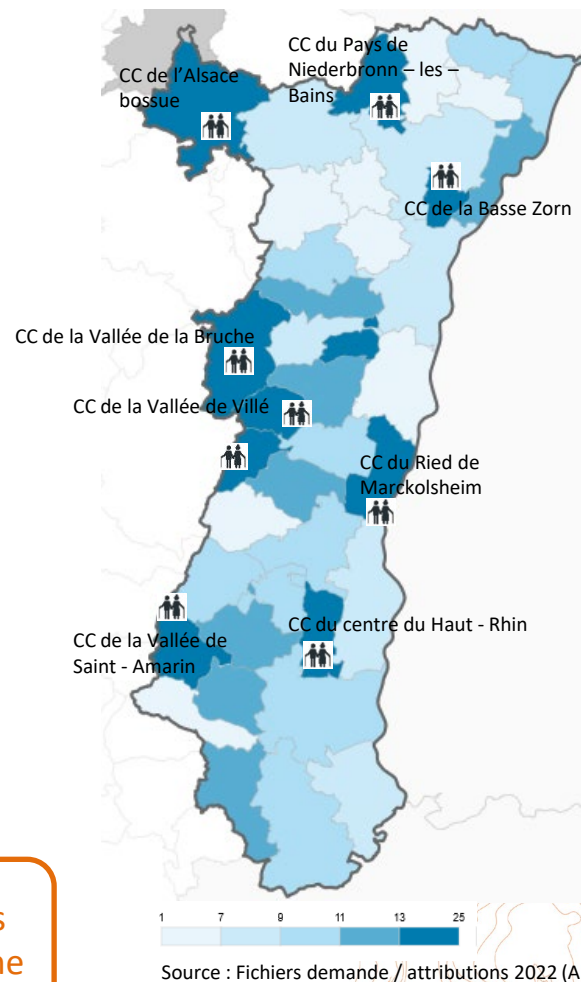 CC du Pays de
Niederbronn – les –
Bains
CC de l'Alsace
bossue
CC de la Basse Zorn
CC de la Vallée de la Bruche
CC de la Vallée de Villé
CC du Ried de
Marckolsheim
CC du centre du Haut - Rhin
CC de la Vallée de
Saint - Amarin
1 7 9 11 13 25
Source : Fichiers demande / attributions 2022 (A